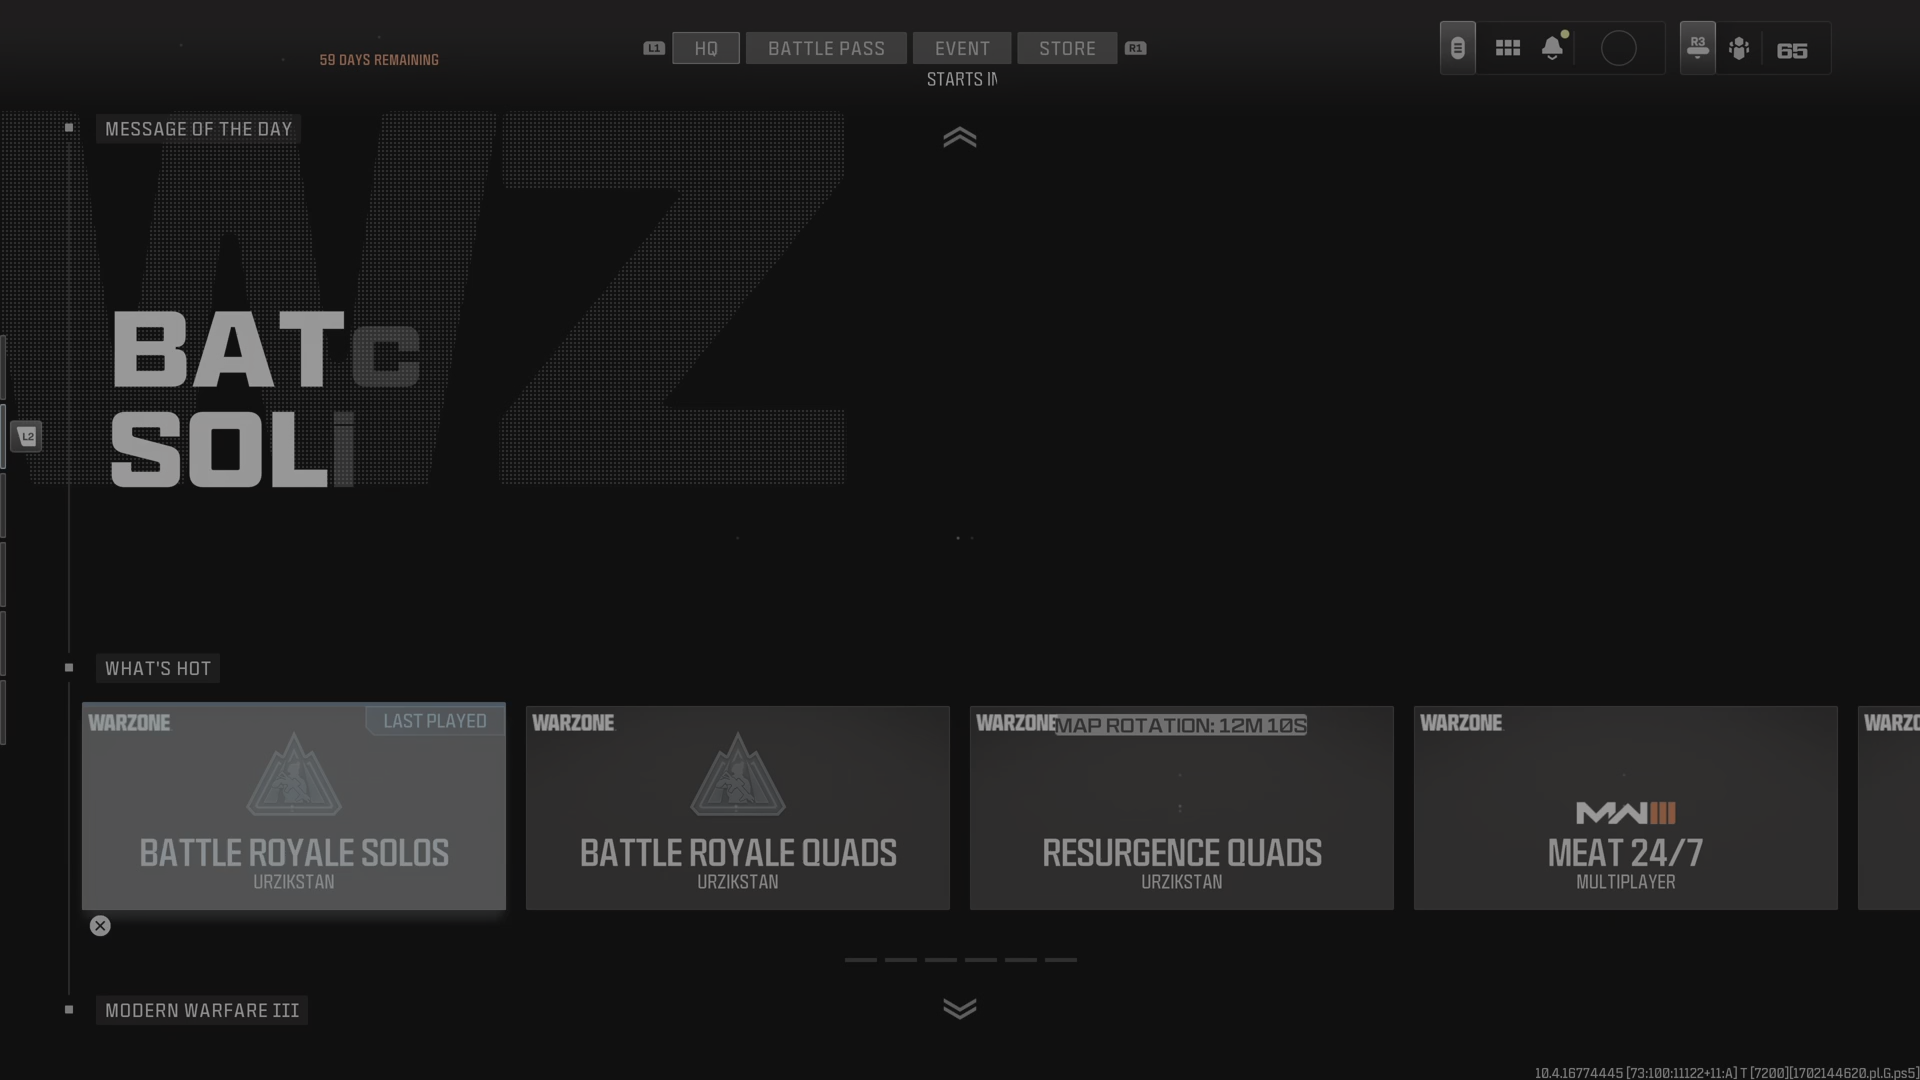 59 DAYS REMAINING
L1 HQ BATTLE PASS EVENT STORE R1
R3 65
STARTS IN
MESSAGE OF THE DAY
WZ
BATC
SOLi
L2
WHAT'S HOT
WARZONE LAST PLAYED
BATTLE ROYALE SOLOS
URZIKSTAN
WARZONE
BATTLE ROYALE QUADS
URZIKSTAN
WARZONE MAP ROTATION: 12M 10S
RESURGENCE QUADS
URZIKSTAN
WARZONE
MWIII
MEAT 24/7
MULTIPLAYER
WARZO
MODERN WARFARE III
10.4.16774445 [73:100:11122+11:A] T [7200][1702144620.pl.G.ps5]